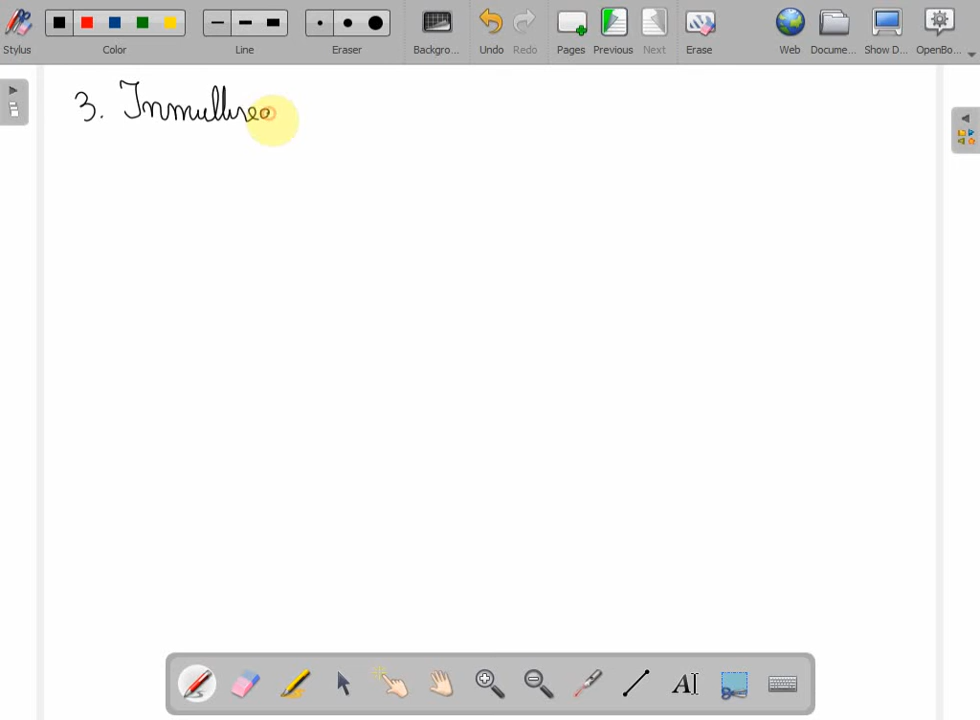 Stylus
Color
Line
Eraser
Backgro...
Undo
Redo
Pages
Previous
Next
Erase
Web
Docume...
Show D...
OpenBo...
3. Inmultirea
A